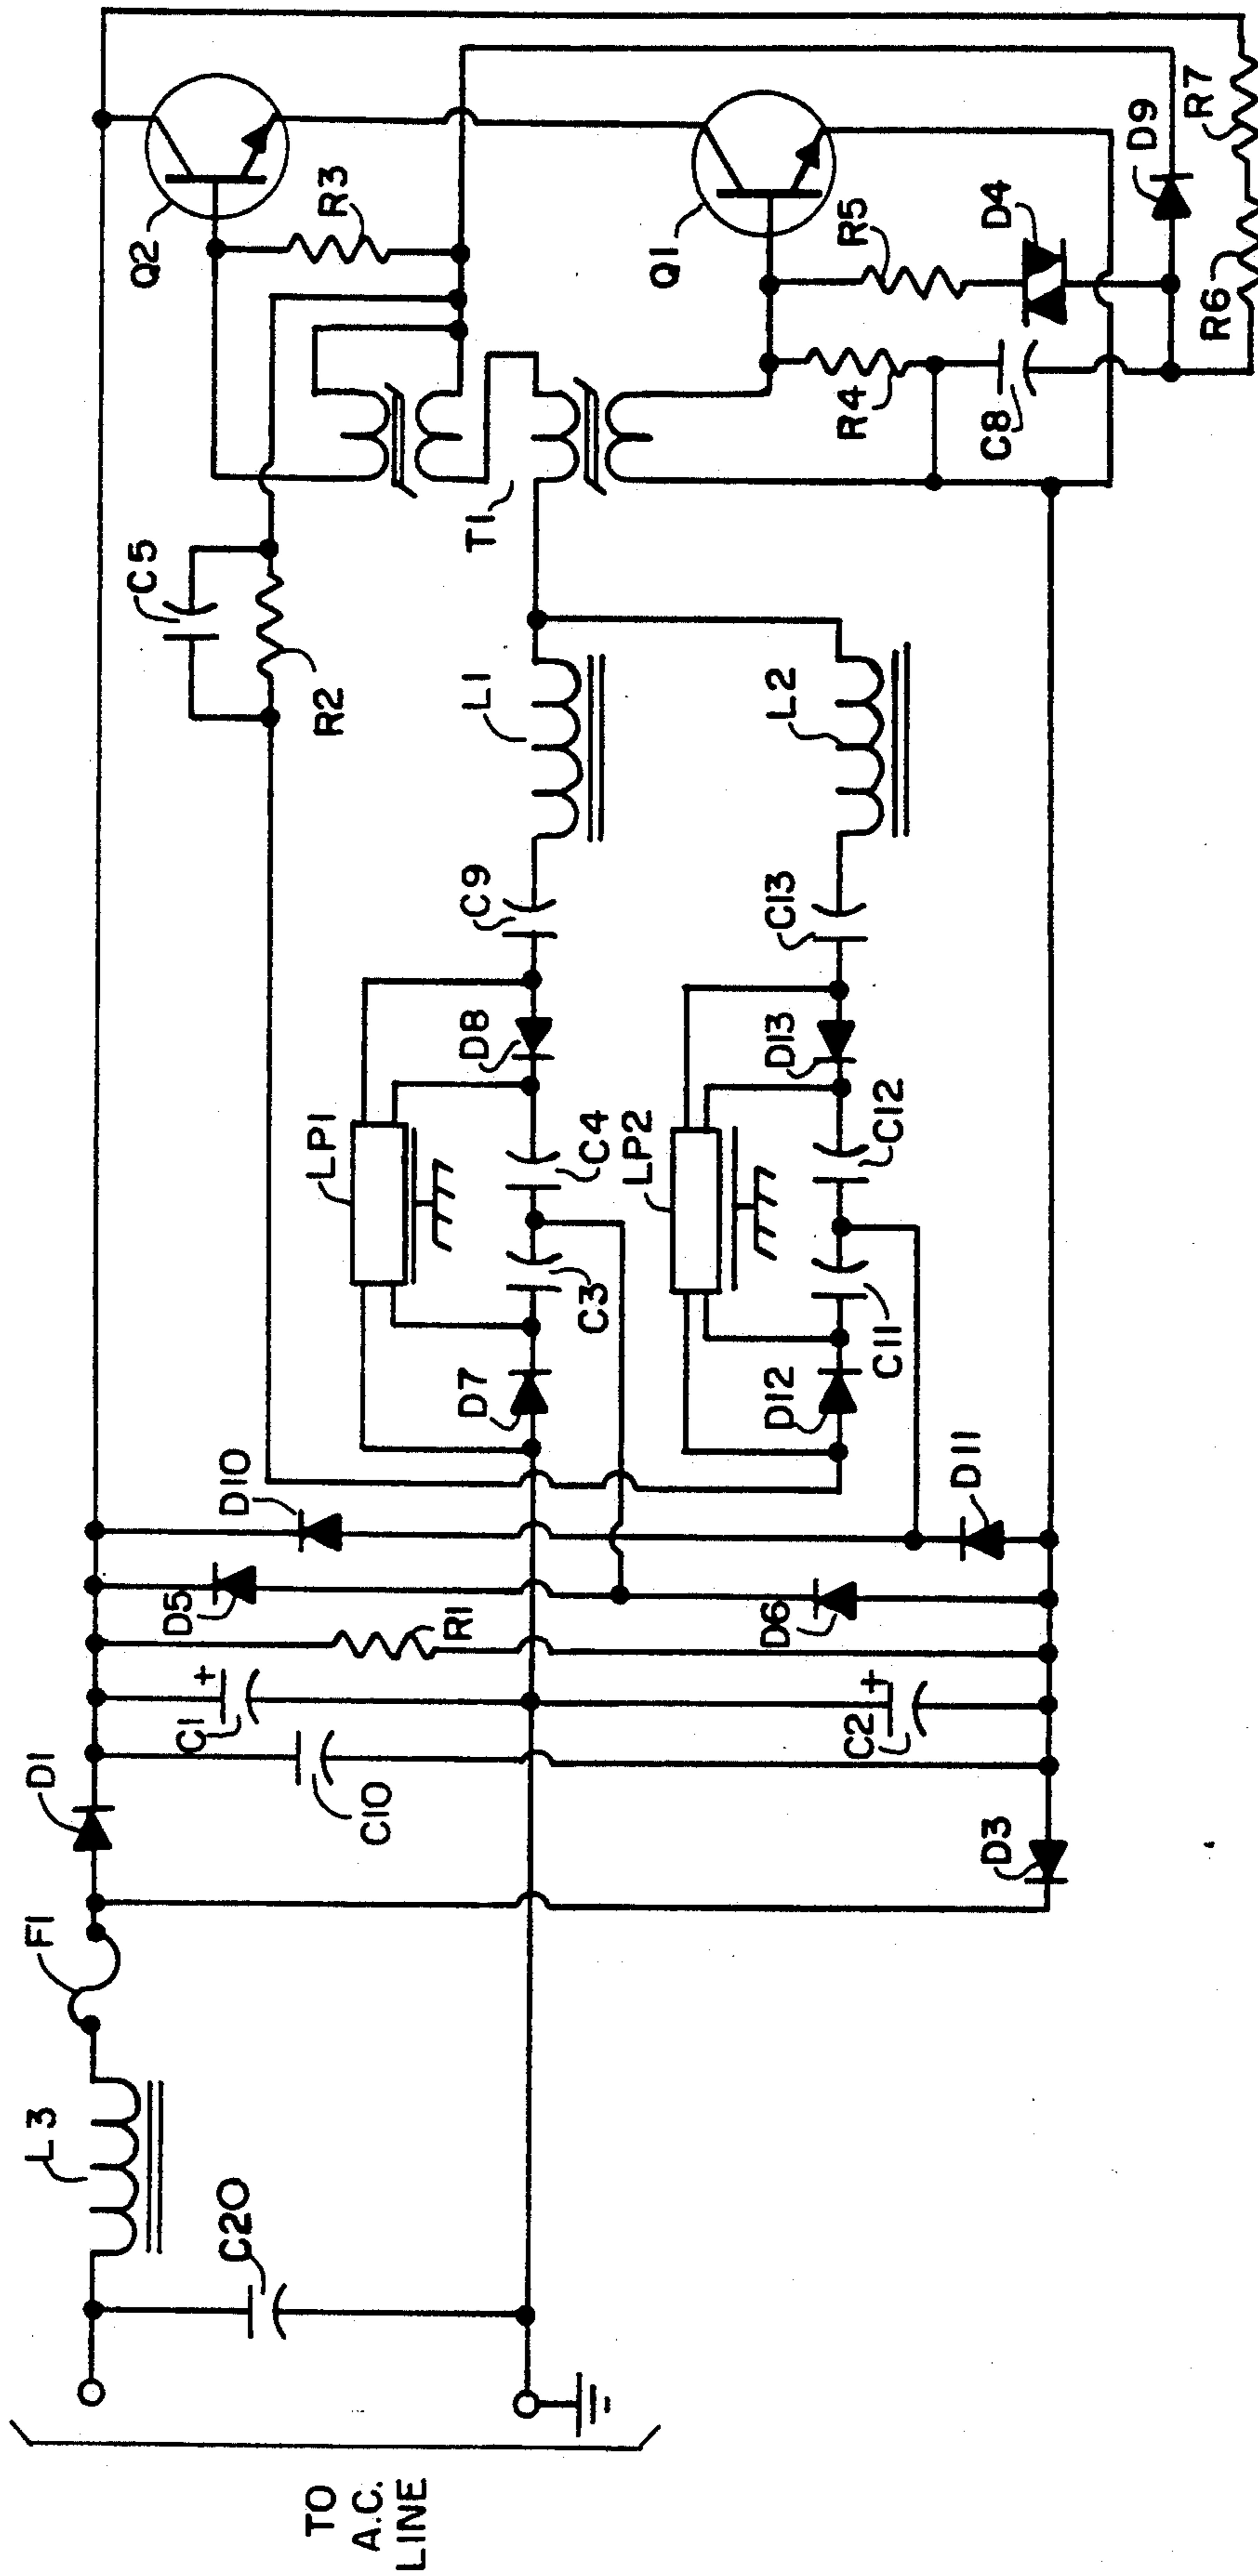 TO
A.C.
LINE
L3
C20
F1
D1
D3
C10
C1
+
C2
+
R1
D5
D6
D10
D11
D7
D12
C3
C11
LP1
LP2
C4
C12
D8
D13
C9
C13
L1
L2
R2
C5
T1
Q2
R3
Q1
R4
R5
C8
D4
D9
R6
R7